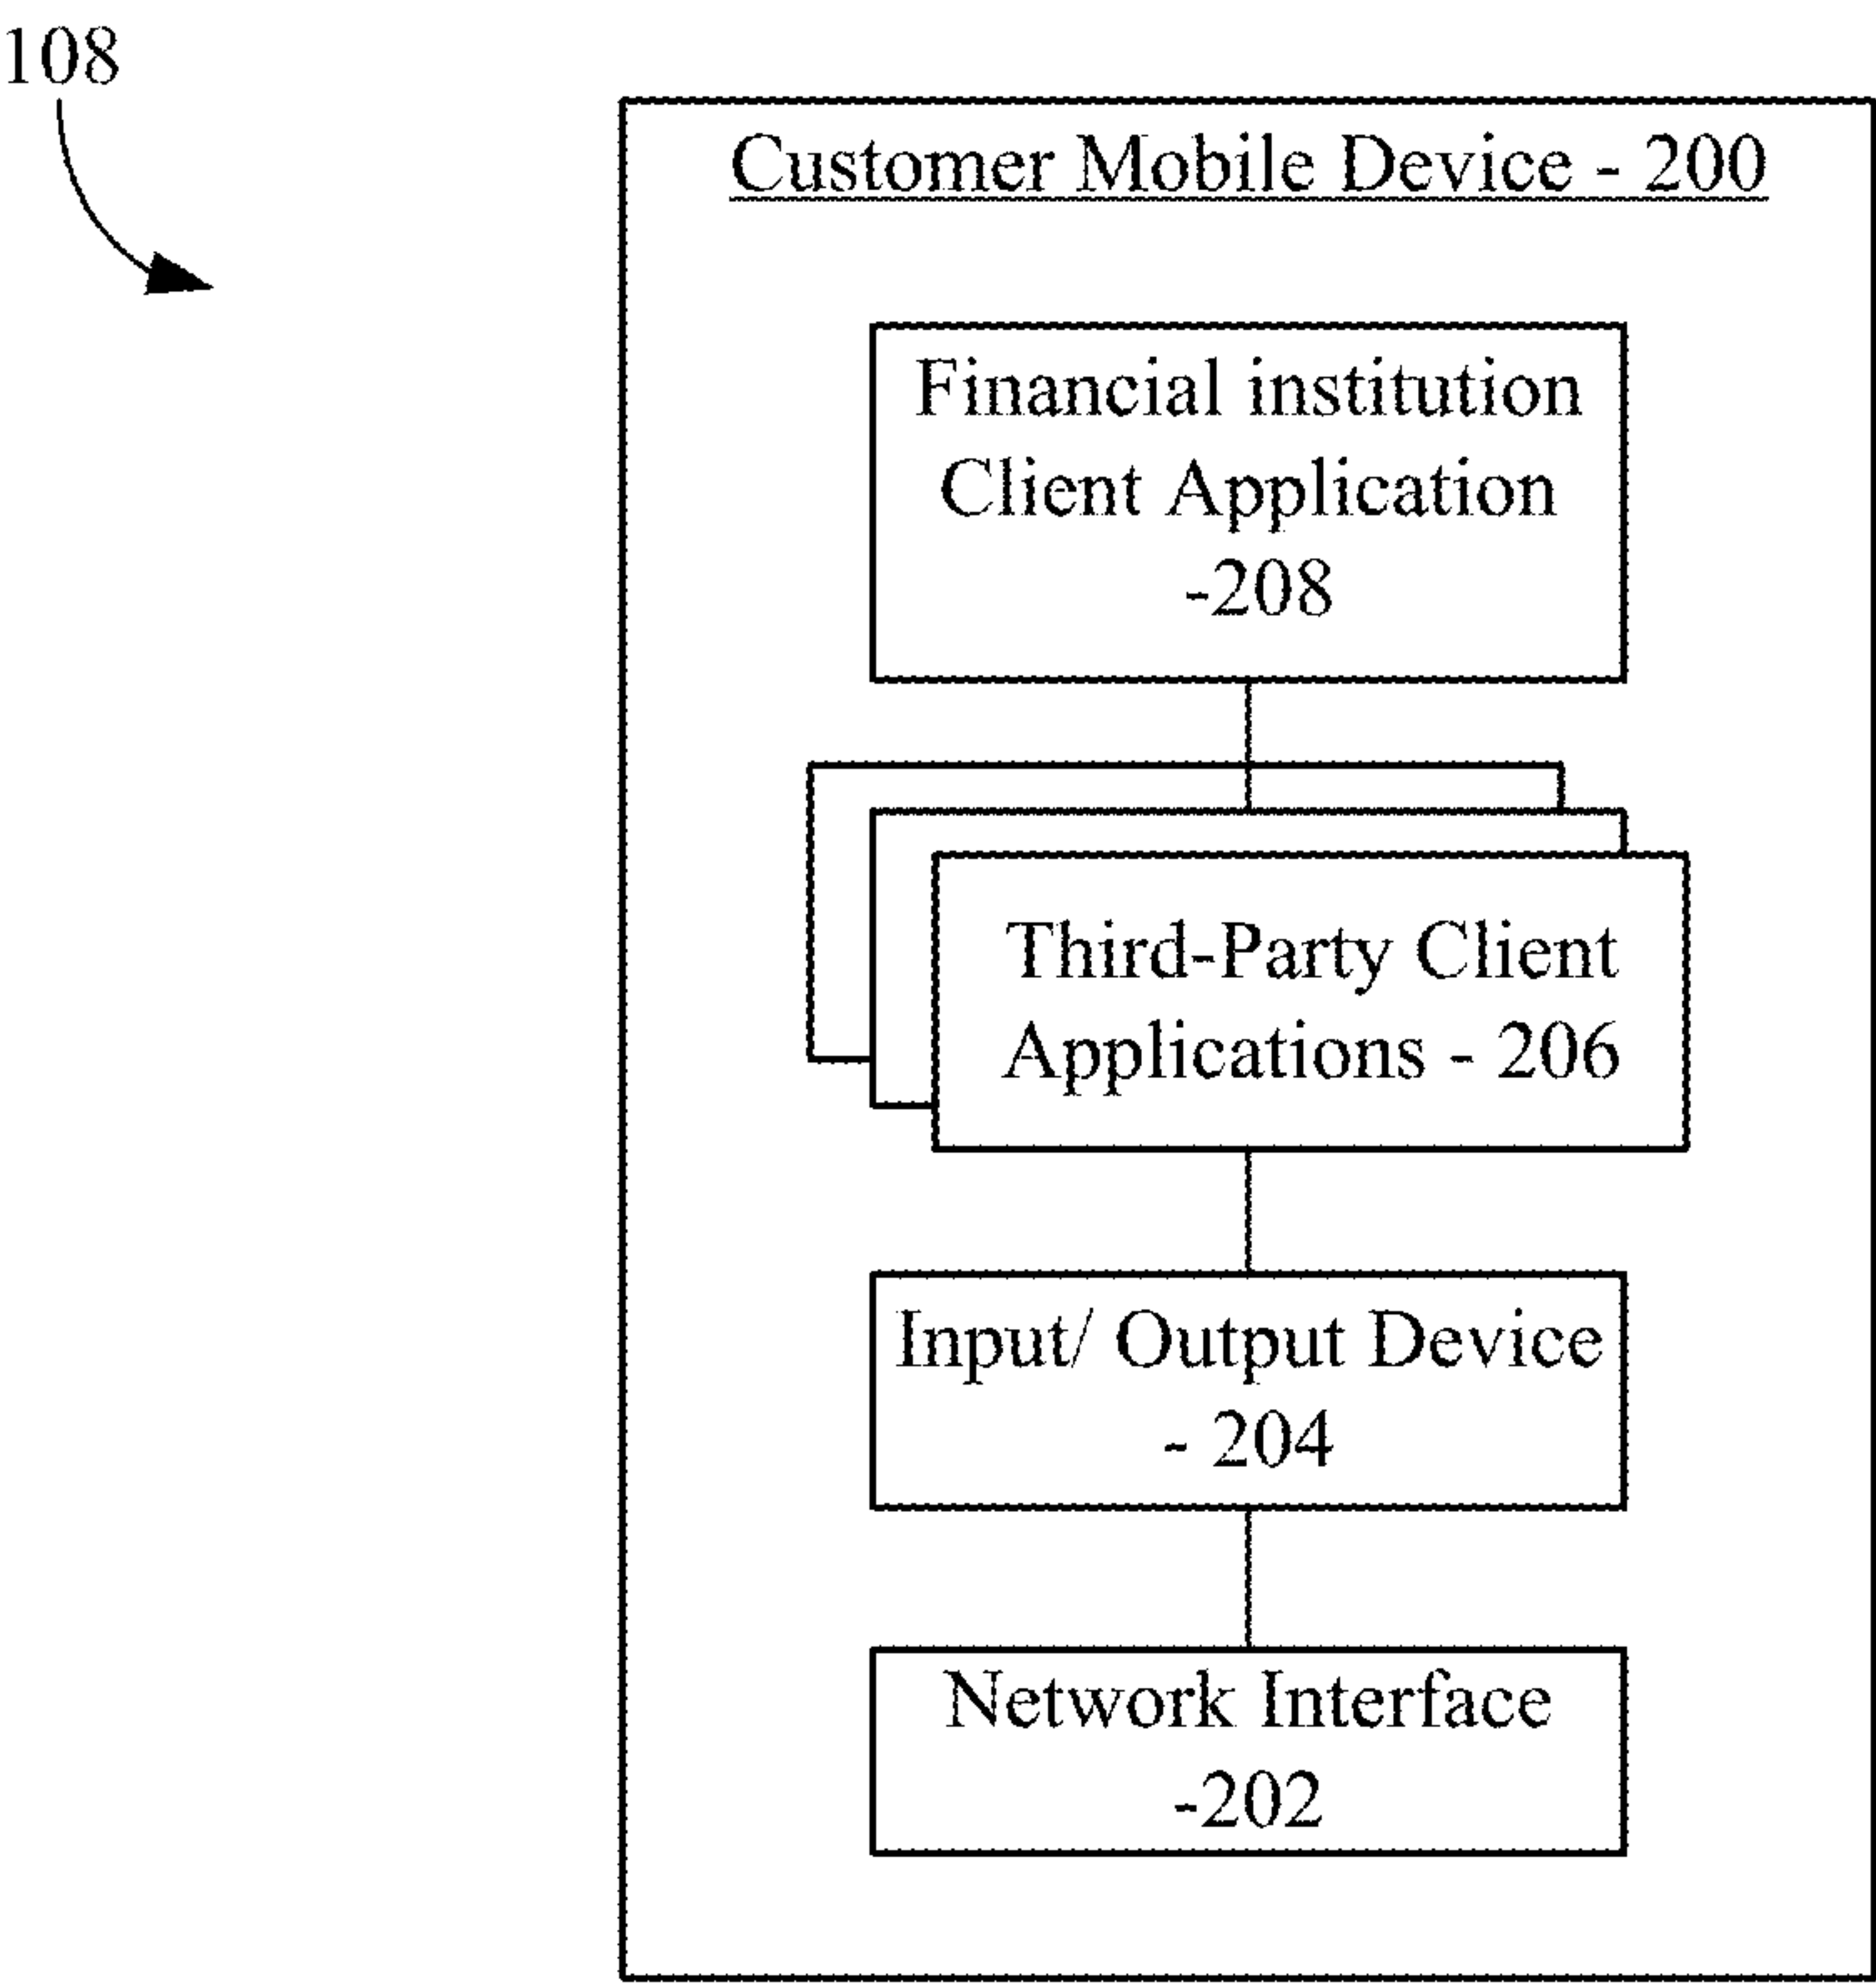 108
Customer Mobile Device - 200
Financial institution
Client Application
-208
Third-Party Client
Applications - 206
Input/ Output Device
- 204
Network Interface
-202